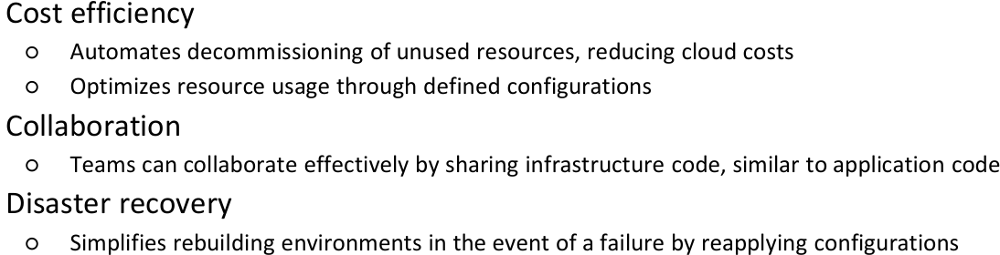 Cost efficiency
○ Automates decommissioning of unused resources, reducing cloud costs
○ Optimizes resource usage through defined configurations
Collaboration
○ Teams can collaborate effectively by sharing infrastructure code, similar to application code
Disaster recovery
○ Simplifies rebuilding environments in the event of a failure by reapplying configurations